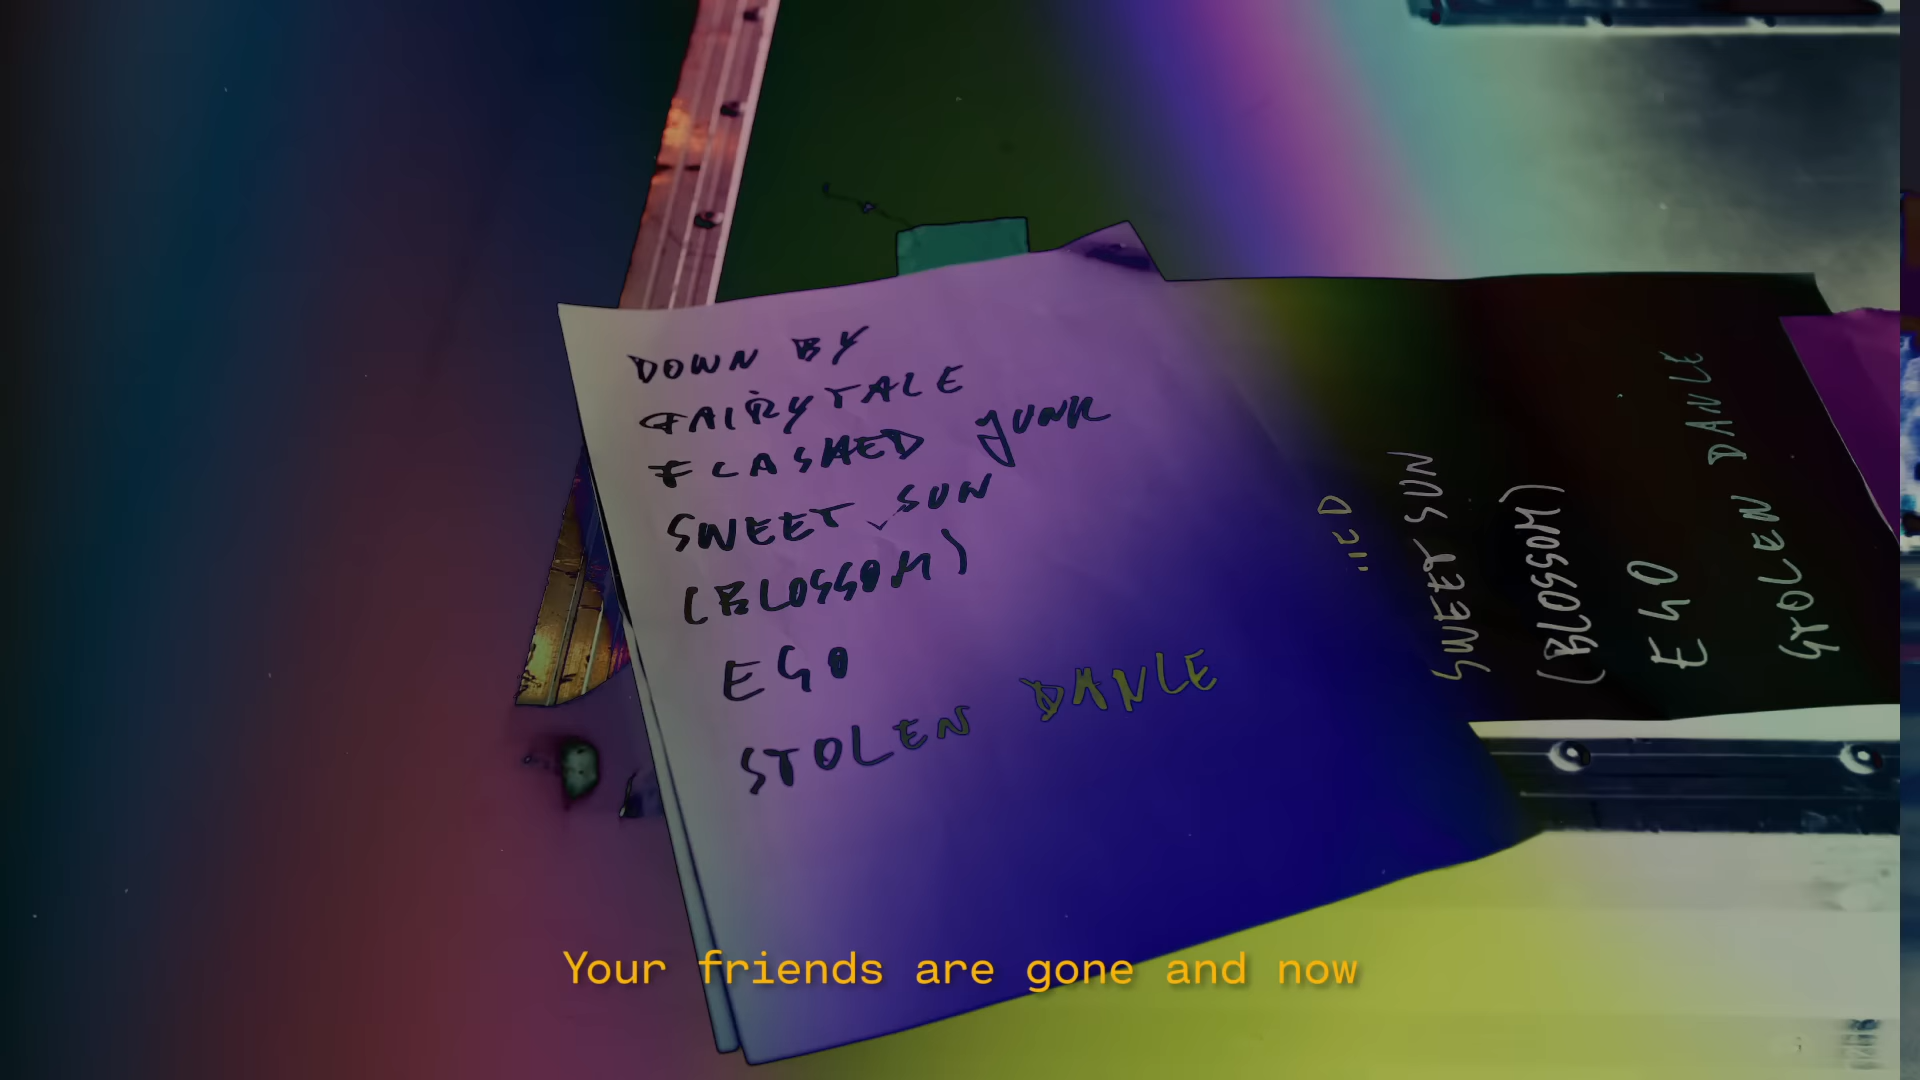 DOWN BY
FAIRYTALE
FLASHED JUNK
SWEET SUN
(BLOSSOM)
EGO
STOLEN DANCE
SWEET SUN
(BLOSSOM)
EGO
STOLEN DANCE
Your friends are gone and now